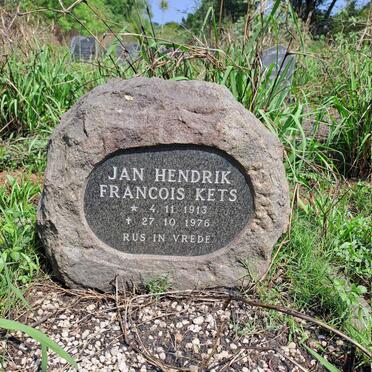 JAN HENDRIK
FRANCOIS KETS
* 4. 11. 1913
† 27. 10. 1976
RUS IN VREDE